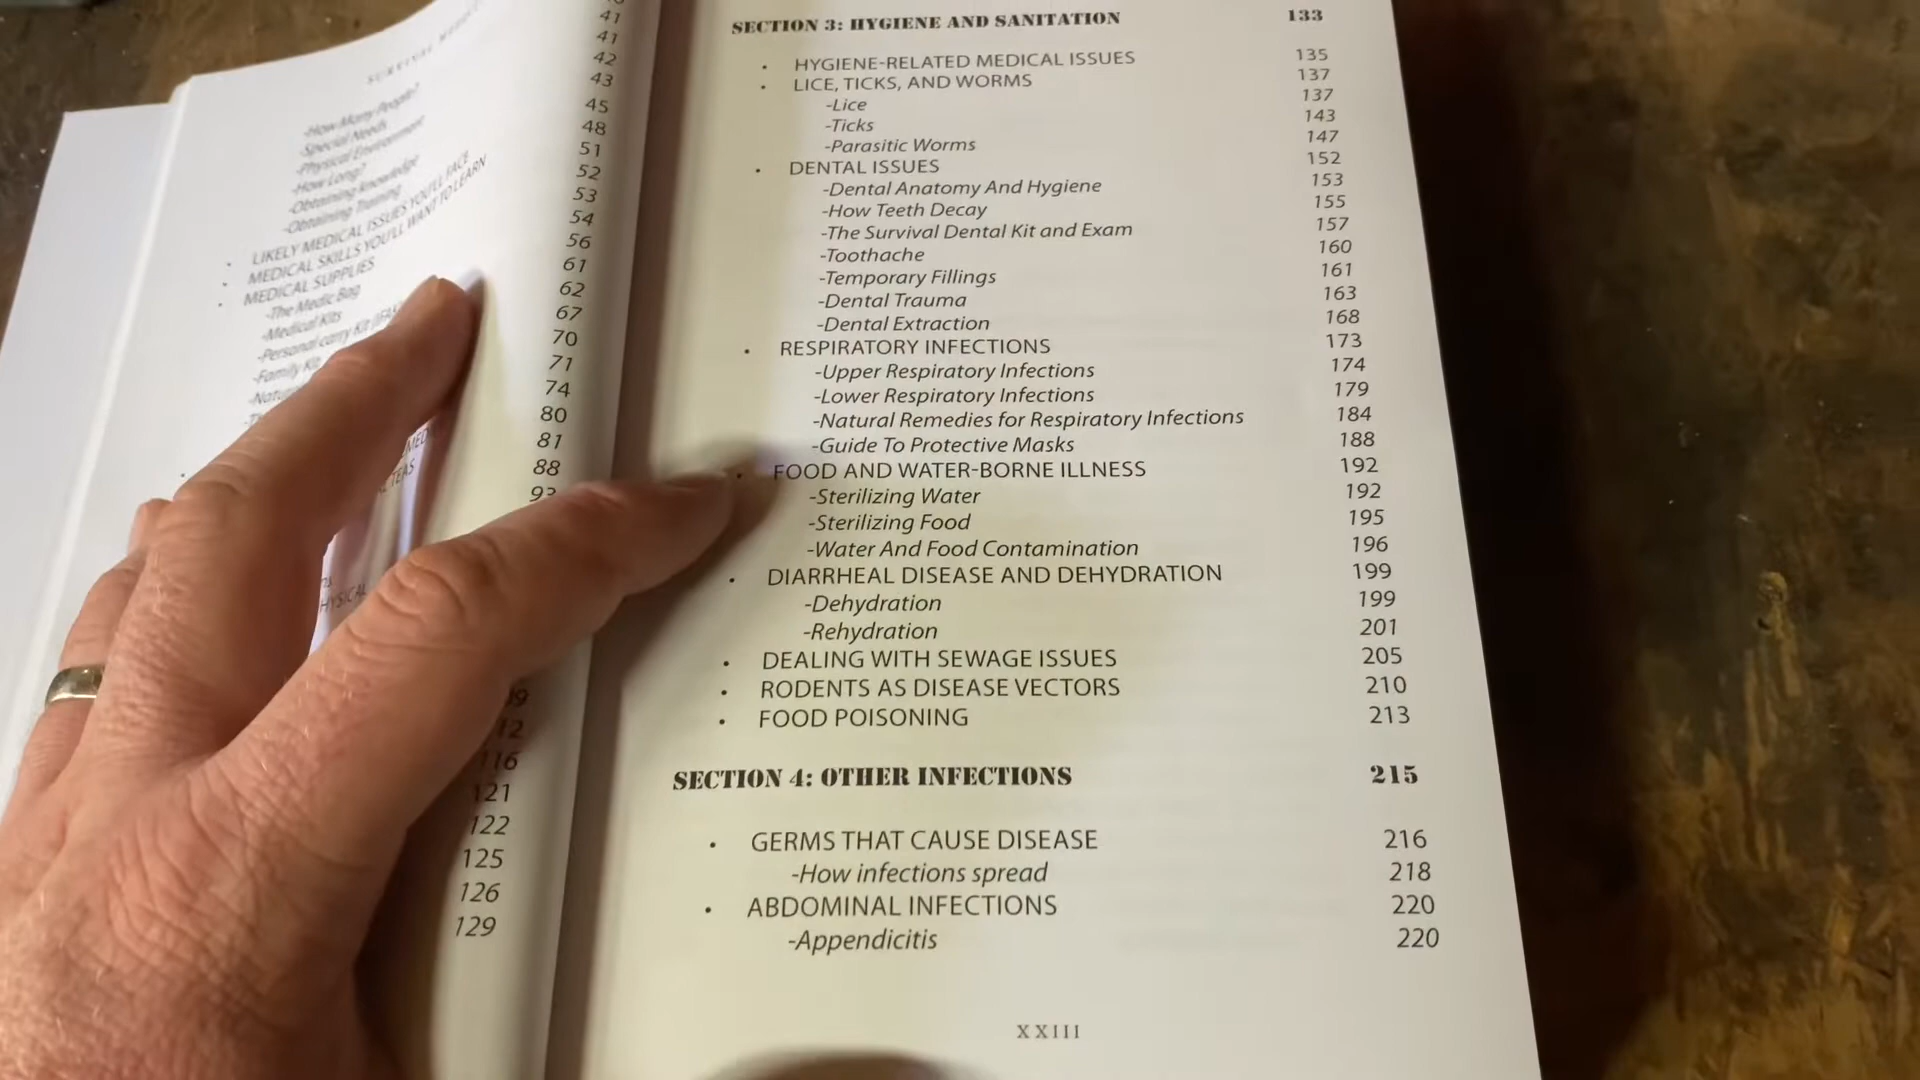 -How Many People?
-Special Needs
-Physical Environment
-How Long?
-Obtaining Knowledge
-Obtaining Training
• LIKELY MEDICAL ISSUES YOU'LL FACE
• MEDICAL SKILLS YOU'LL WANT TO LEARN
• MEDICAL SUPPLIES
-The Medic Bag
-Medical Kits
-Personal carry Kit (IFAK
-Family Kit
TEAS
HYSICAL
41
41
42
43
45
48
51
52
53
54
56
61
62
67
70
71
74
80
81
88
93
116
121
122
125
126
129
SECTION 3: HYGIENE AND SANITATION 133
• HYGIENE-RELATED MEDICAL ISSUES 135
• LICE, TICKS, AND WORMS 137
-Lice 137
-Ticks 143
-Parasitic Worms 147
• DENTAL ISSUES 152
-Dental Anatomy And Hygiene 153
-How Teeth Decay 155
-The Survival Dental Kit and Exam 157
-Toothache 160
-Temporary Fillings 161
-Dental Trauma 163
-Dental Extraction 168
• RESPIRATORY INFECTIONS 173
-Upper Respiratory Infections 174
-Lower Respiratory Infections 179
-Natural Remedies for Respiratory Infections 184
-Guide To Protective Masks 188
• FOOD AND WATER-BORNE ILLNESS 192
-Sterilizing Water 192
-Sterilizing Food 195
-Water And Food Contamination 196
• DIARRHEAL DISEASE AND DEHYDRATION 199
-Dehydration 199
-Rehydration 201
• DEALING WITH SEWAGE ISSUES 205
• RODENTS AS DISEASE VECTORS 210
• FOOD POISONING 213
SECTION 4: OTHER INFECTIONS 215
• GERMS THAT CAUSE DISEASE 216
-How infections spread 218
• ABDOMINAL INFECTIONS 220
-Appendicitis 220
XXIII